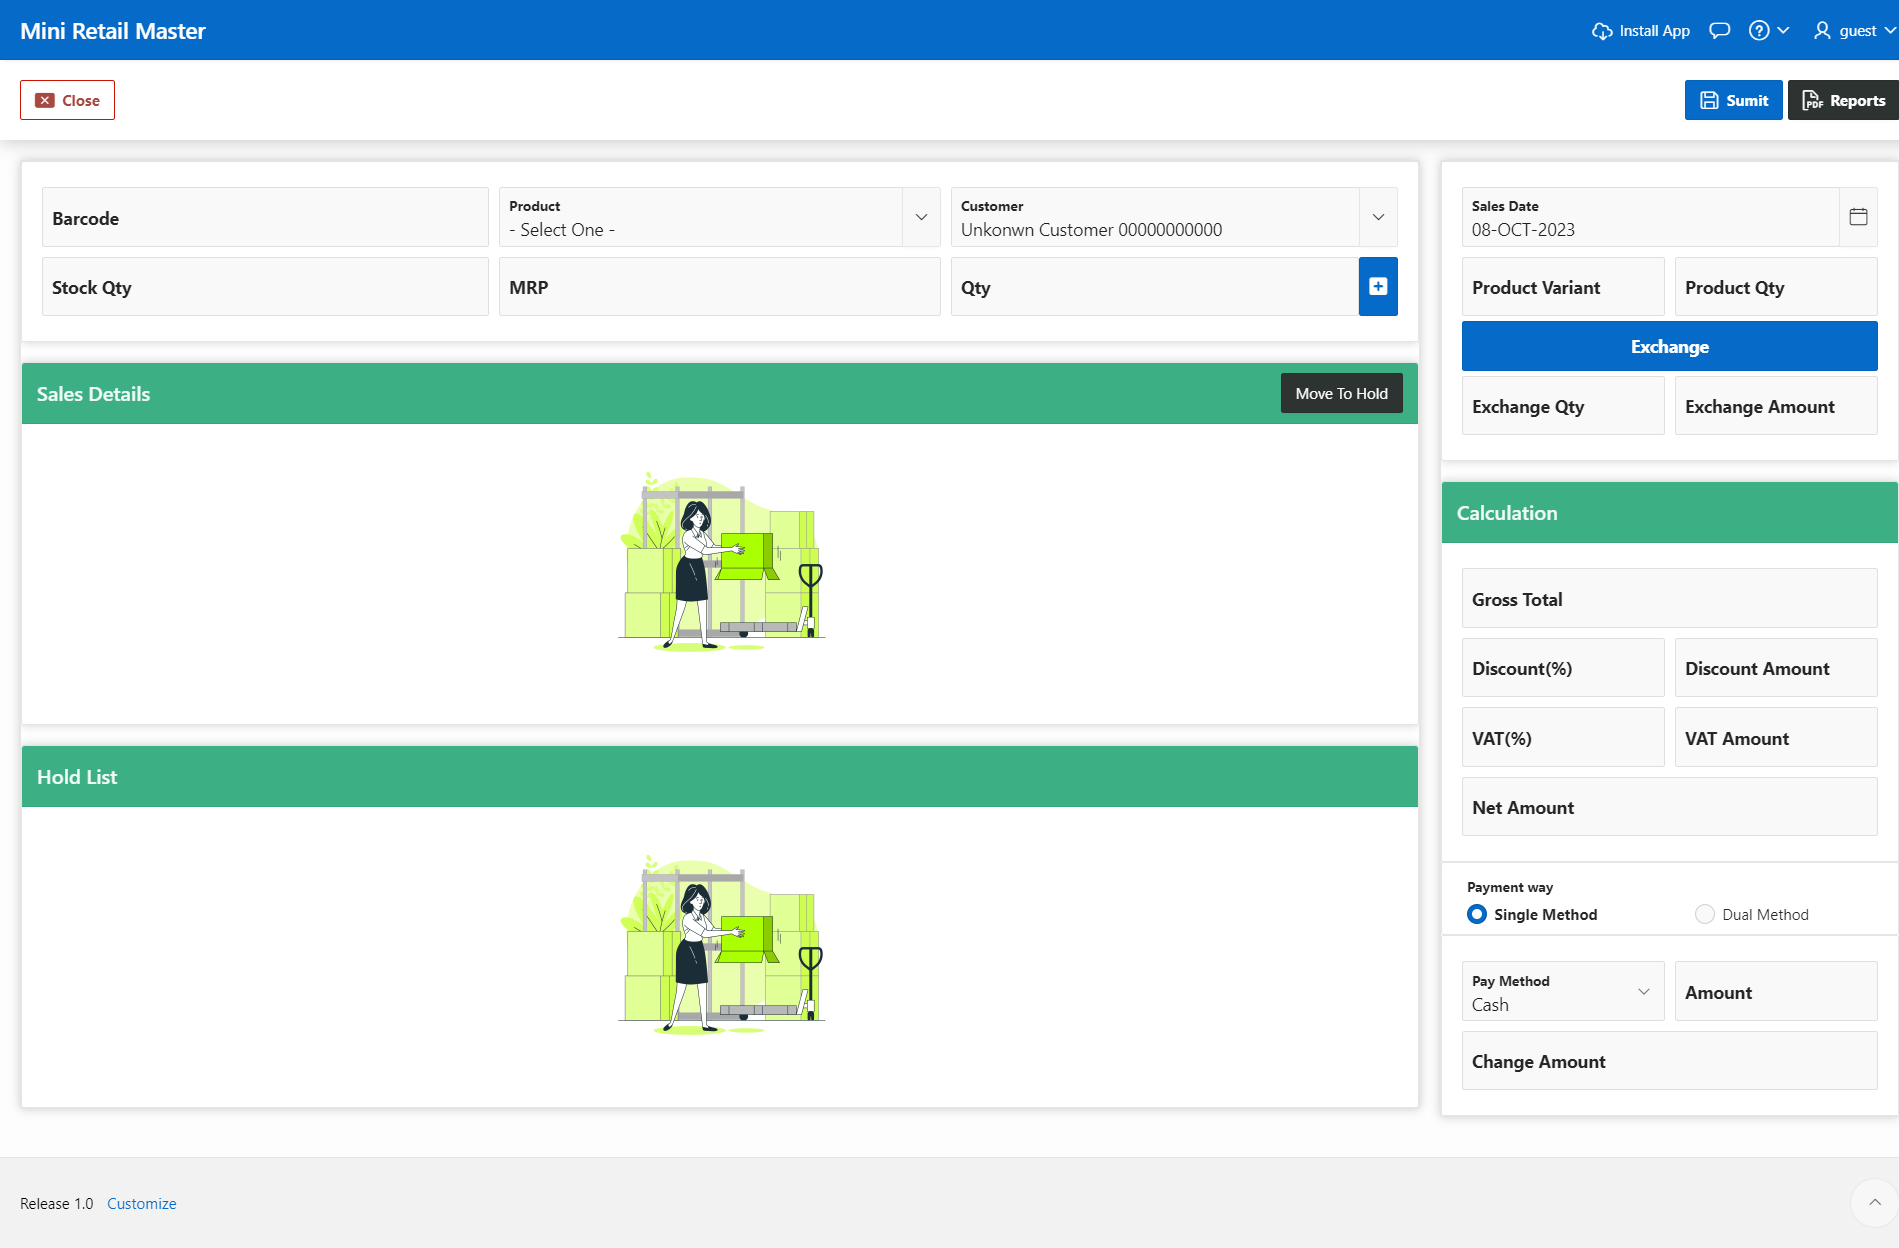 Mini Retail Master
Install App
guest
Close
Sumit
PDF
Reports
Barcode
Product
- Select One -
Customer
Unkonwn Customer 00000000000
Stock Qty
MRP
Qty
Sales Details
Move To Hold
Hold List
Sales Date
08-OCT-2023
Product Variant
Product Qty
Exchange
Exchange Qty
Exchange Amount
Calculation
Gross Total
Discount(%)
Discount Amount
VAT(%)
VAT Amount
Net Amount
Payment way
Single Method
Dual Method
Pay Method
Cash
Amount
Change Amount
Release 1.0 Customize